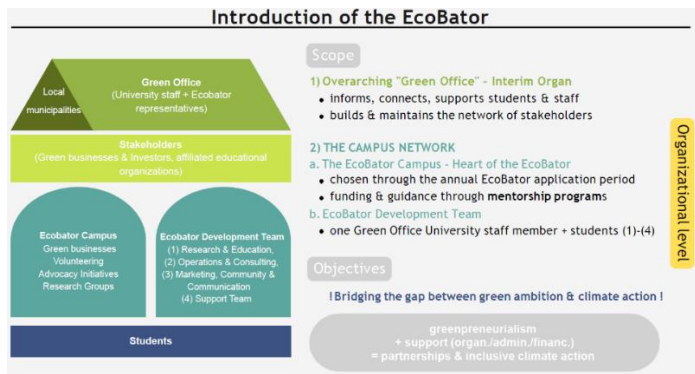 Introduction of the EcoBator
Local
municipalities
Green Office
(University staff + Ecobator
representatives)
Stakeholders
(Green businesses & Investors, affiliated educational
organizations)
Ecobator Campus
Green businesses
Volunteering
Advocacy Initiatives
Research Groups
Ecobator Development Team
(1) Research & Education,
(2) Operations & Consulting,
(3) Marketing, Community &
Communication
(4) Support Team
Students
Scope
1) Overarching "Green Office" - Interim Organ
• informs, connects, supports students & staff
• builds & maintains the network of stakeholders
2) THE CAMPUS NETWORK
a. The EcoBator Campus - Heart of the EcoBator
• chosen through the annual EcoBator application period
• funding & guidance through mentorship programs
b. EcoBator Development Team
• one Green Office University staff member + students (1)-(4)
Objectives
!Bridging the gap between green ambition & climate action !
greenpreneurialism
+ support (organ./admin./financ.)
= partnerships & inclusive climate action
Organizational level